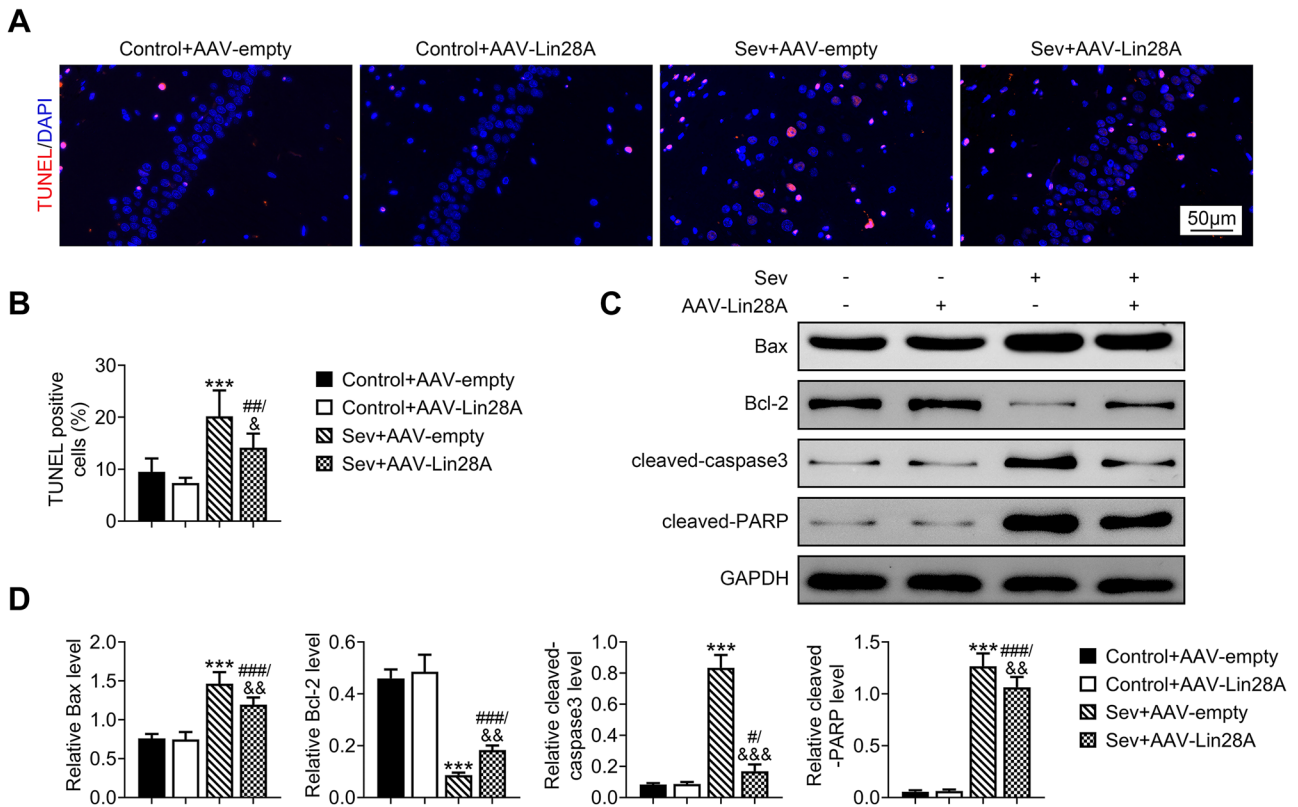 A
Control+AAV-empty
Control+AAV-Lin28A
Sev+AAV-empty
Sev+AAV-Lin28A
TUNEL/DAPI
50μm
B
TUNEL positive
cells (%)
30
20
10
0
***
##/
&
Control+AAV-empty
Control+AAV-Lin28A
Sev+AAV-empty
Sev+AAV-Lin28A
C
Sev - - + +
AAV-Lin28A - + - +
Bax
Bcl-2
cleaved-caspase3
cleaved-PARP
GAPDH
D
Relative Bax level
2.0
1.5
1.0
0.5
0.0
***
###/
&&
Relative Bcl-2 level
0.6
0.4
0.2
0.0
***
###/
&&
Relative cleaved-
caspase3 level
1.0
0.8
0.6
0.4
0.2
0.0
***
#/
&&&
Relative cleaved
-PARP level
1.5
1.0
0.5
0.0
***
###/
&&
Control+AAV-empty
Control+AAV-Lin28A
Sev+AAV-empty
Sev+AAV-Lin28A